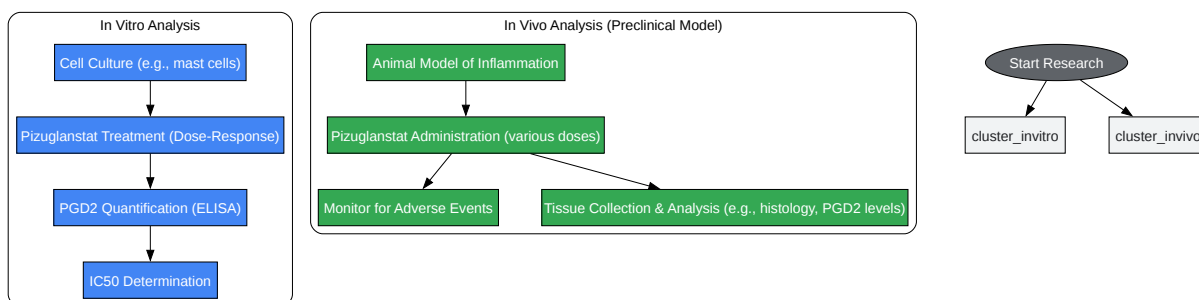 In Vitro Analysis
Cell Culture (e.g., mast cells)
Pizuglanstat Treatment (Dose-Response)
PGD2 Quantification (ELISA)
IC50 Determination
In Vivo Analysis (Preclinical Model)
Animal Model of Inflammation
Pizuglanstat Administration (various doses)
Monitor for Adverse Events
Tissue Collection & Analysis (e.g., histology, PGD2 levels)
Start Research
cluster_invitro
cluster_invivo